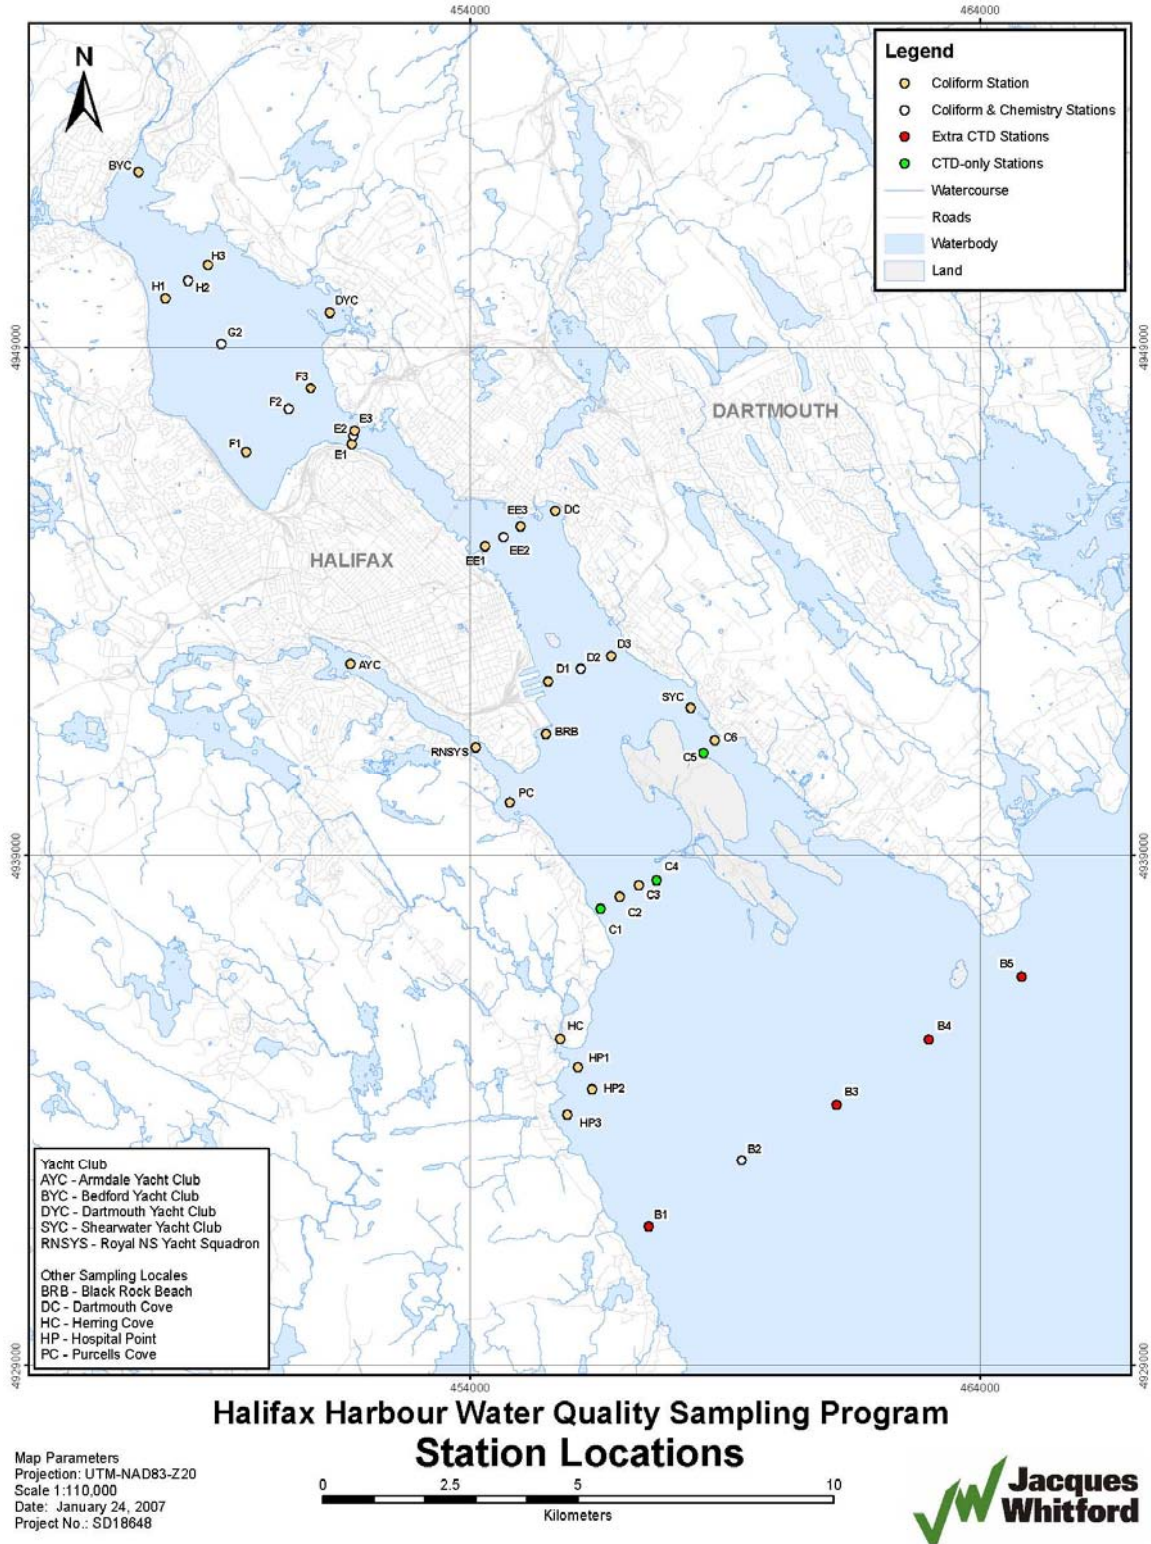 454000
464000
N
Legend
Coliform Station
Coliform & Chemistry Stations
Extra CTD Stations
CTD-only Stations
Watercourse
Roads
Waterbody
Land
BYC
H3
H2
H1
DYC
G2
4949000
4949000
F3
F2
DARTMOUTH
E3
E2
F1
E1
EE3
DC
EE2
EE1
HALIFAX
D3
D2
D1
AYC
SYC
BRB
C6
RNSYS
C5
PC
4939000
4939000
C4
C3
C2
C1
B5
HC
B4
HP1
HP2
B3
HP3
B2
B1
Yacht Club
AYC - Armdale Yacht Club
BYC - Bedford Yacht Club
DYC - Dartmouth Yacht Club
SYC - Shearwater Yacht Club
RNSYS - Royal NS Yacht Squadron
Other Sampling Locales
BRB - Black Rock Beach
DC - Dartmouth Cove
HC - Herring Cove
HP - Hospital Point
PC - Purcells Cove
4929000
4929000
454000
464000
Halifax Harbour Water Quality Sampling Program
Station Locations
Map Parameters
Projection: UTM-NAD83-Z20
Scale 1:110,000
Date: January 24, 2007
Project No.: SD18648
0 2.5 5 10
Kilometers
JW Jacques
Whitford